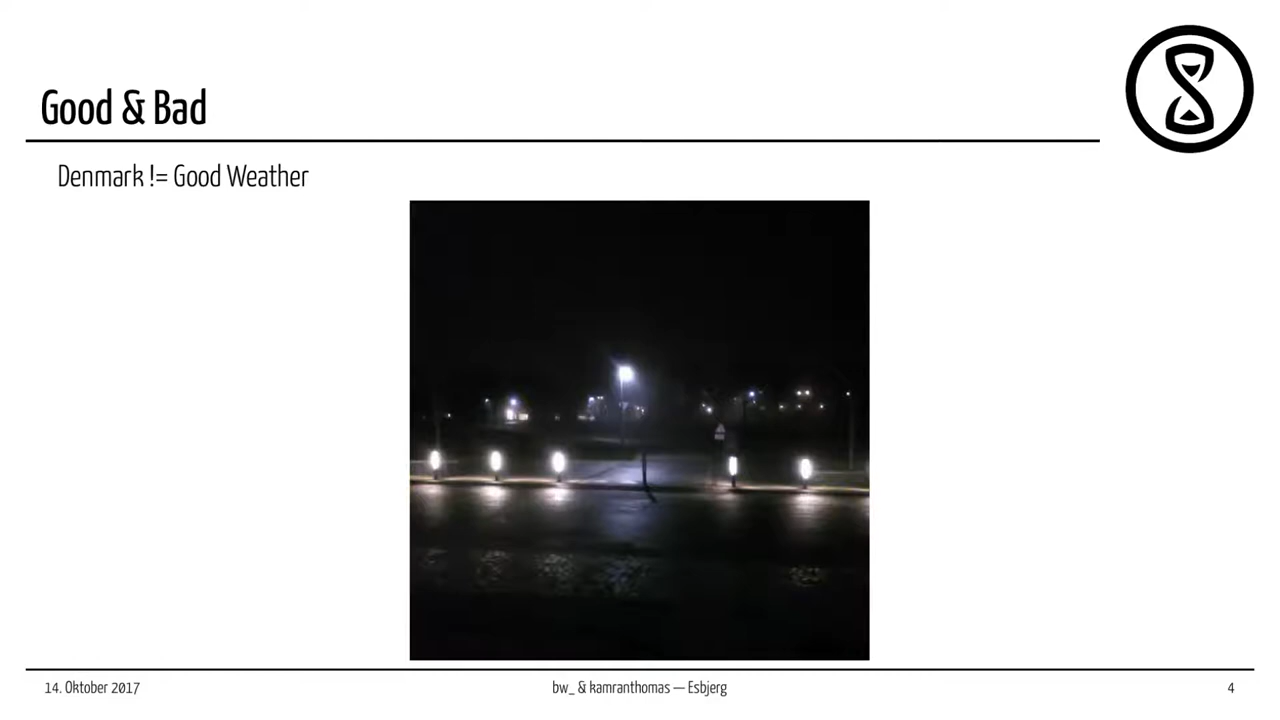 Good & Bad
Denmark != Good Weather
14. Oktober 2017
bw_ & kamranthomas — Esbjerg
4